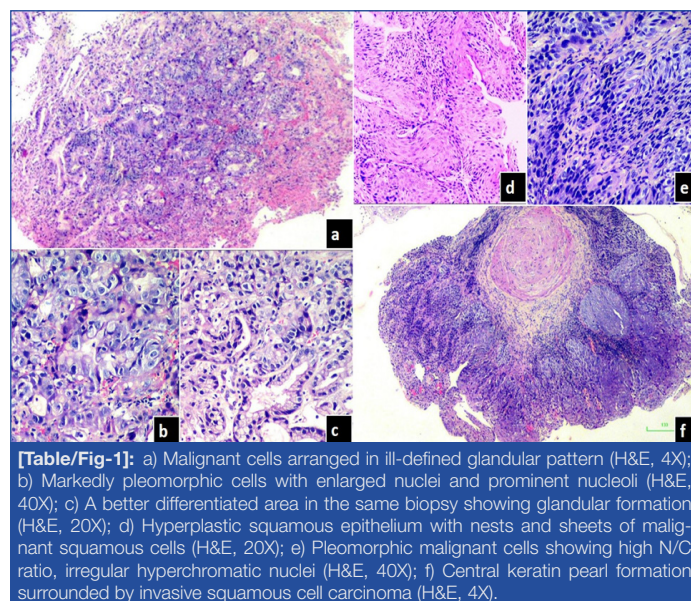 a
b
c
d
e
f
[Table/Fig-1]: a) Malignant cells arranged in ill-defined glandular pattern (H&E, 4X);
b) Markedly pleomorphic cells with enlarged nuclei and prominent nucleoli (H&E,
40X); c) A better differentiated area in the same biopsy showing glandular formation
(H&E, 20X); d) Hyperplastic squamous epithelium with nests and sheets of malig-
nant squamous cells (H&E, 20X); e) Pleomorphic malignant cells showing high N/C
ratio, irregular hyperchromatic nuclei (H&E, 40X); f) Central keratin pearl formation
surrounded by invasive squamous cell carcinoma (H&E, 4X).